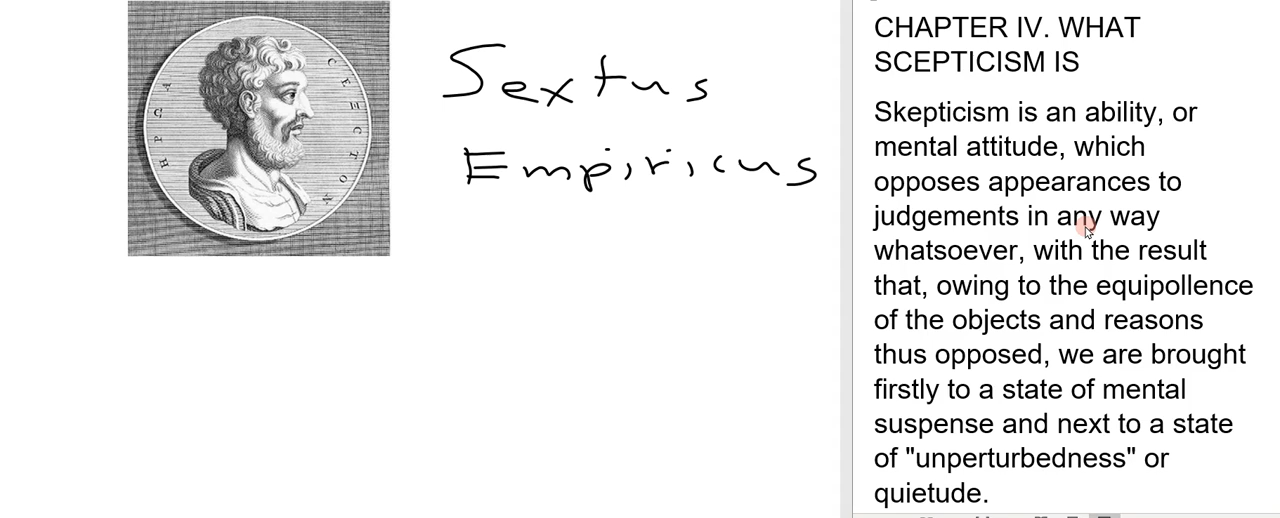 Sextus
Empiricus
CHAPTER IV. WHAT
SCEPTICISM IS
Skepticism is an ability, or
mental attitude, which
opposes appearances to
judgements in any way
whatsoever, with the result
that, owing to the equipollence
of the objects and reasons
thus opposed, we are brought
firstly to a state of mental
suspense and next to a state
of "unperturbedness" or
quietude.